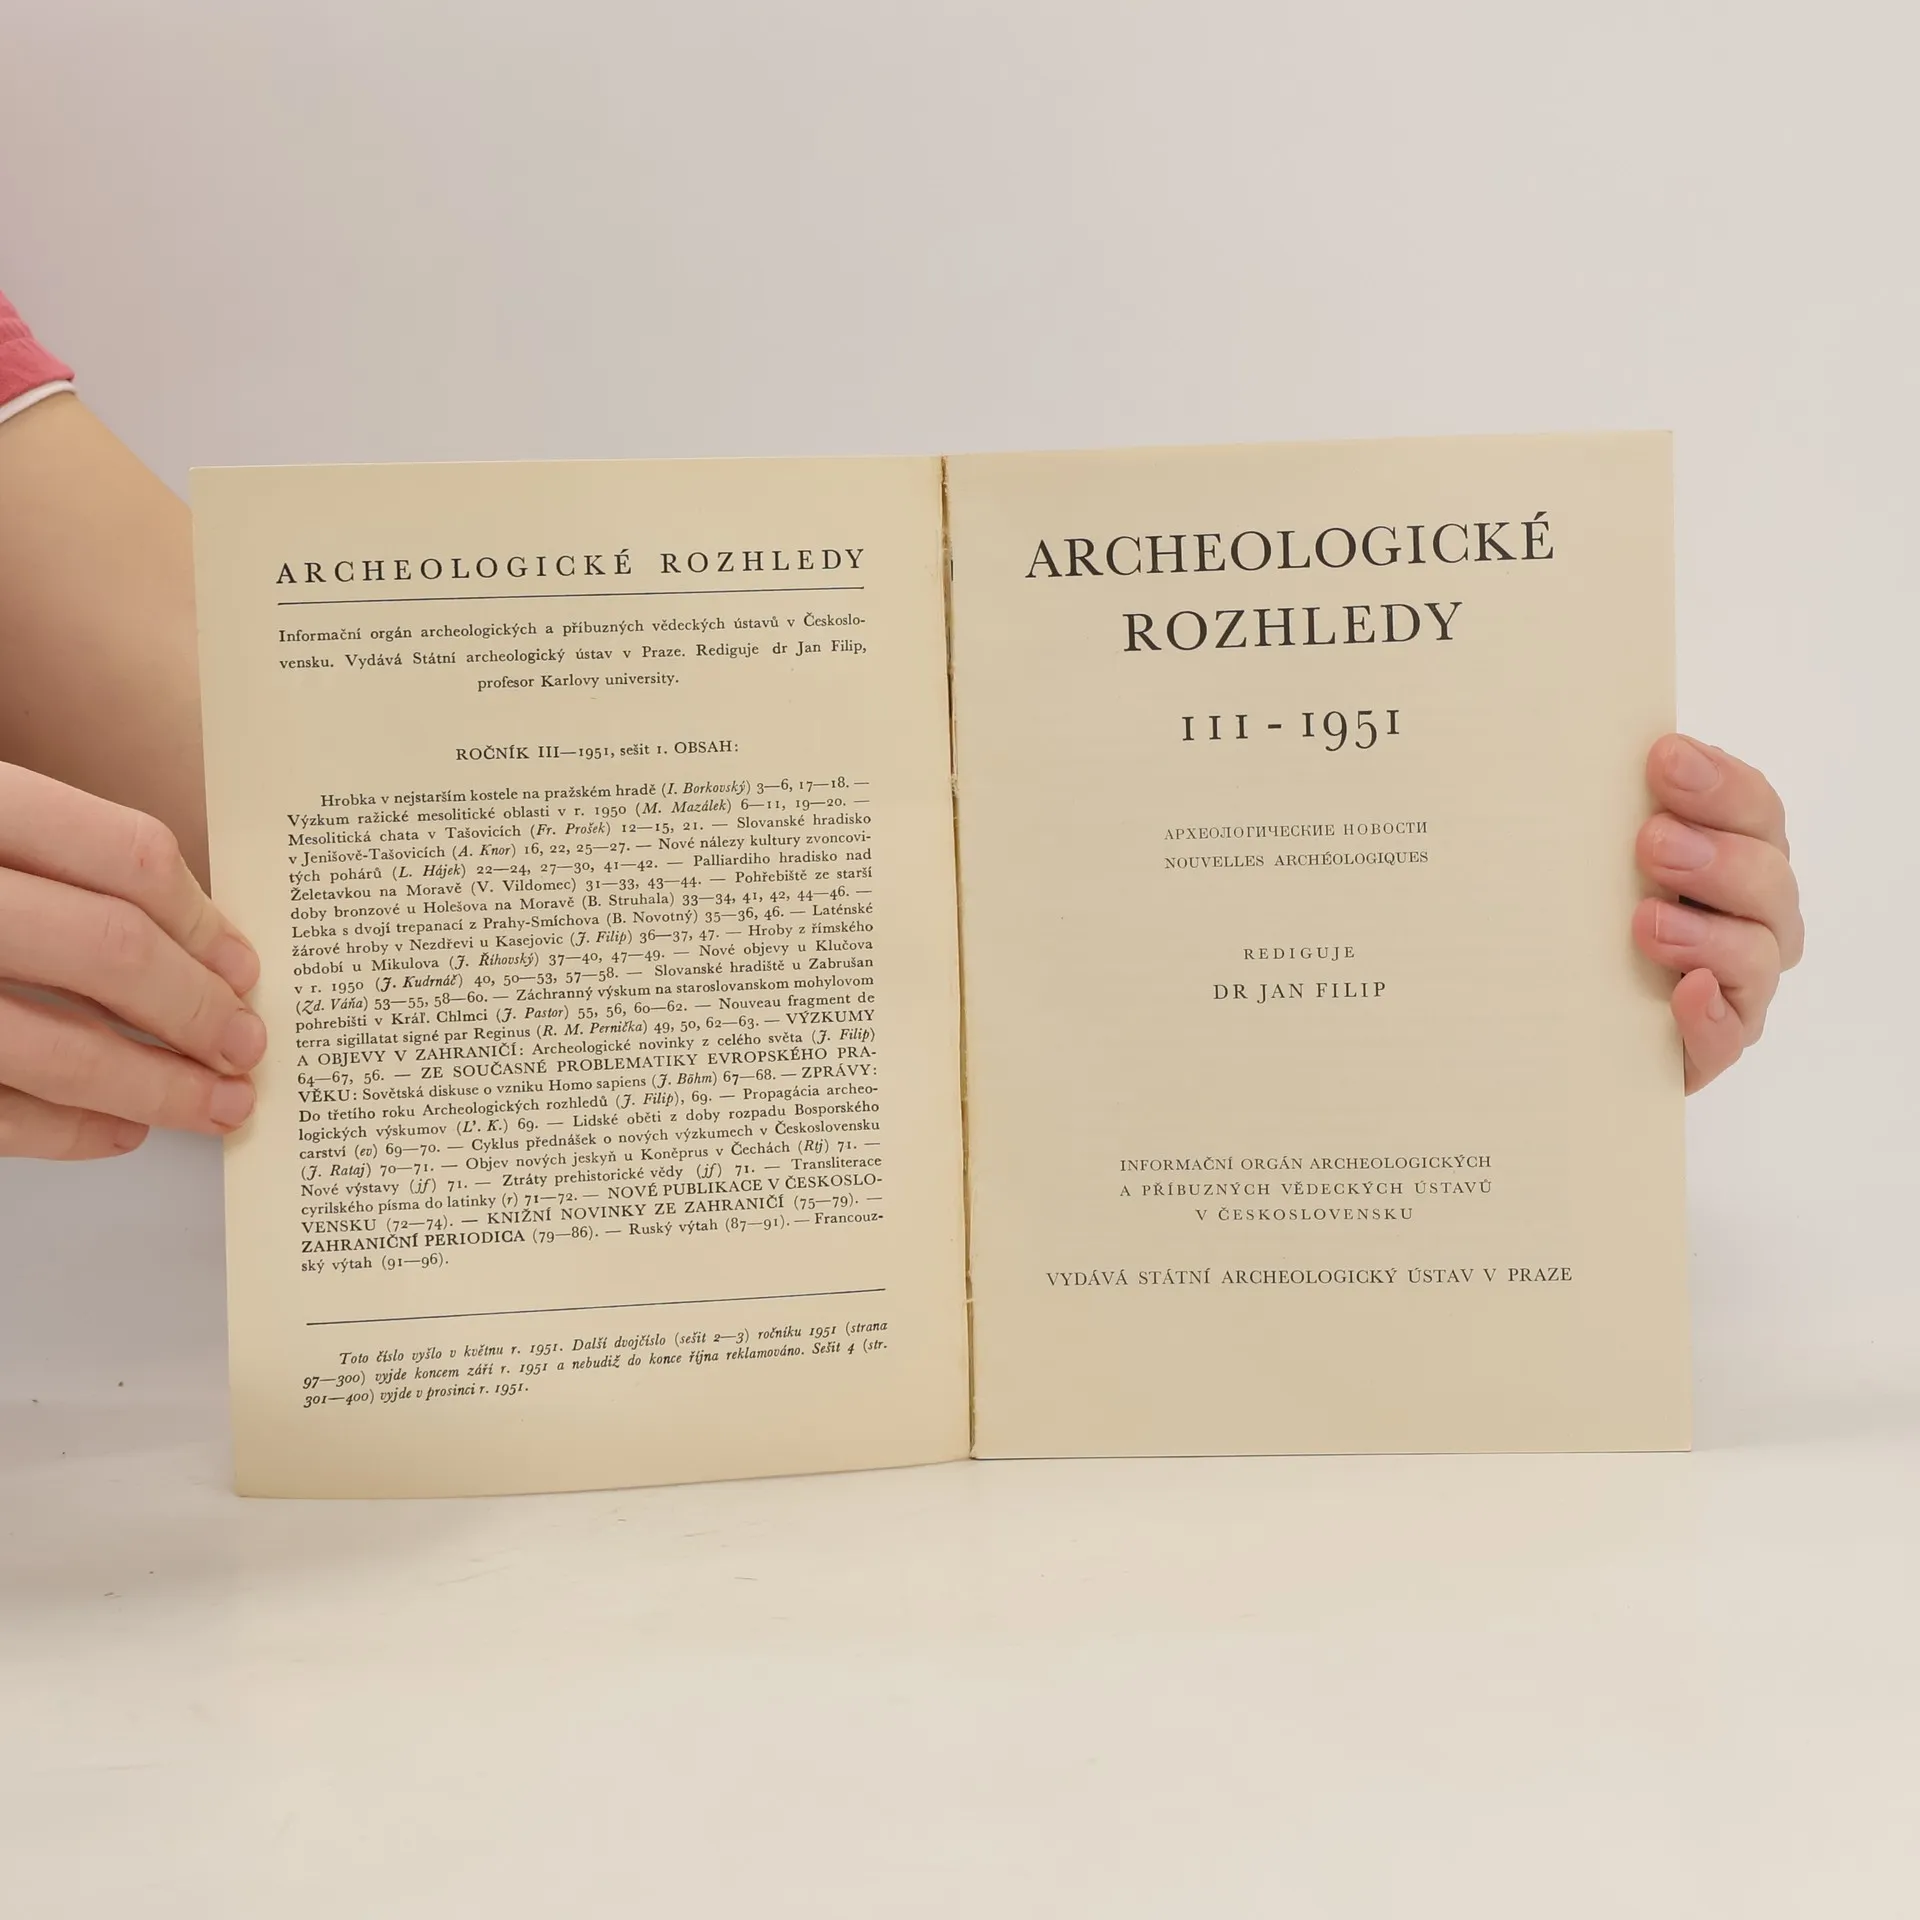 ARCHEOLOGICKÉ ROZHLEDY
Informační orgán archeologických a příbuzných vědeckých ústavů v Českoslo-
vensku. Vydává Státní archeologický ústav v Praze. Rediguje dr Jan Filip,
profesor Karlovy university.
ROČNÍK III—1951, sešit 1. OBSAH:
Hrobka v nejstarším kostele na pražském hradě (I. Borkovský) 3—6, 17—18. —
Výzkum ražické mesolitické oblasti v r. 1950 (M. Mazálek) 6—11, 19—20. —
Mesolitická chata v Tašovicích (Fr. Prošek) 12—15, 21. — Slovanské hradisko
v Jenišově-Tašovicích (A. Knor) 16, 22, 25—27. — Nové nálezy kultury zvoncovi-
tých pohárů (L. Hájek) 22—24, 27—30, 41—42. — Palliardiho hradisko nad
Želetavkou na Moravě (V. Vildomec) 31—33, 43—44. — Pohřebiště ze starší
doby bronzové u Holešova na Moravě (B. Struhala) 33—34, 41, 42, 44—46. —
Lebka s dvojí trepanací z Prahy-Smíchova (B. Novotný) 35—36, 46. — Laténské
žárové hroby v Nezdřevi u Kasejovic (J. Filip) 36—37, 47. — Hroby z římského
období u Mikulova (J. Říhovský) 37—40, 47—49. — Nové objevy u Klučova
v r. 1950 (J. Kudrnáč) 40, 50—53, 57—58. — Slovanské hradiště u Zabrušan
(Zd. Váňa) 53—55, 58—60. — Záchranný výskum na staroslovanskom mohylovom
pohrebišti v Kráľ. Chlmci (J. Pastor) 55, 56, 60—62. — Nouveau fragment de
terra sigillatat signé par Reginus (R. M. Pernička) 49, 50, 62—63. — VÝZKUMY
A OBJEVY V ZAHRANIČÍ: Archeologické novinky z celého světa (J. Filip)
64—67, 56. — ZE SOUČASNÉ PROBLEMATIKY EVROPSKÉHO PRA-
VĚKU: Sovětská diskuse o vzniku Homo sapiens (J. Böhm) 67—68. — ZPRÁVY:
Do třetího roku Archeologických rozhledů (J. Filip), 69. — Propagácia archeo-
logických výskumov (L'. K.) 69. — Lidské oběti z doby rozpadu Bosporského
carství (ev) 69—70. — Cyklus přednášek o nových výzkumech v Československu
(J. Rataj) 70—71. — Objev nových jeskyň u Koněprus v Čechách (Rtj) 71. —
Nové výstavy (jf) 71. — Ztráty prehistorické vědy (jf) 71. — Transliterace
cyrilského písma do latinky (r) 71—72. — NOVÉ PUBLIKACE V ČESKOSLO-
VENSKU (72—74). — KNIŽNÍ NOVINKY ZE ZAHRANIČÍ (75—79). —
ZAHRANIČNÍ PERIODICA (79—86). — Ruský výtah (87—91). — Francouz-
ský výtah (91—96).
Toto číslo vyšlo v květnu r. 1951. Další dvojčíslo (sešit 2—3) ročníku 1951 (strana
97—300) vyjde koncem září r. 1951 a nebudiž do konce října reklamováno. Sešit 4 (str.
301—400) vyjde v prosinci r. 1951.
ARCHEOLOGICKÉ
ROZHLEDY
III - 1951
АРХЕОЛОГИЧЕСКИЕ НОВОСТИ
NOUVELLES ARCHÉOLOGIQUES
REDIGUJE
DR JAN FILIP
INFORMAČNÍ ORGÁN ARCHEOLOGICKÝCH
A PŘÍBUZNÝCH VĚDECKÝCH ÚSTAVŮ
V ČESKOSLOVENSKU
VYDÁVÁ STÁTNÍ ARCHEOLOGICKÝ ÚSTAV V PRAZE